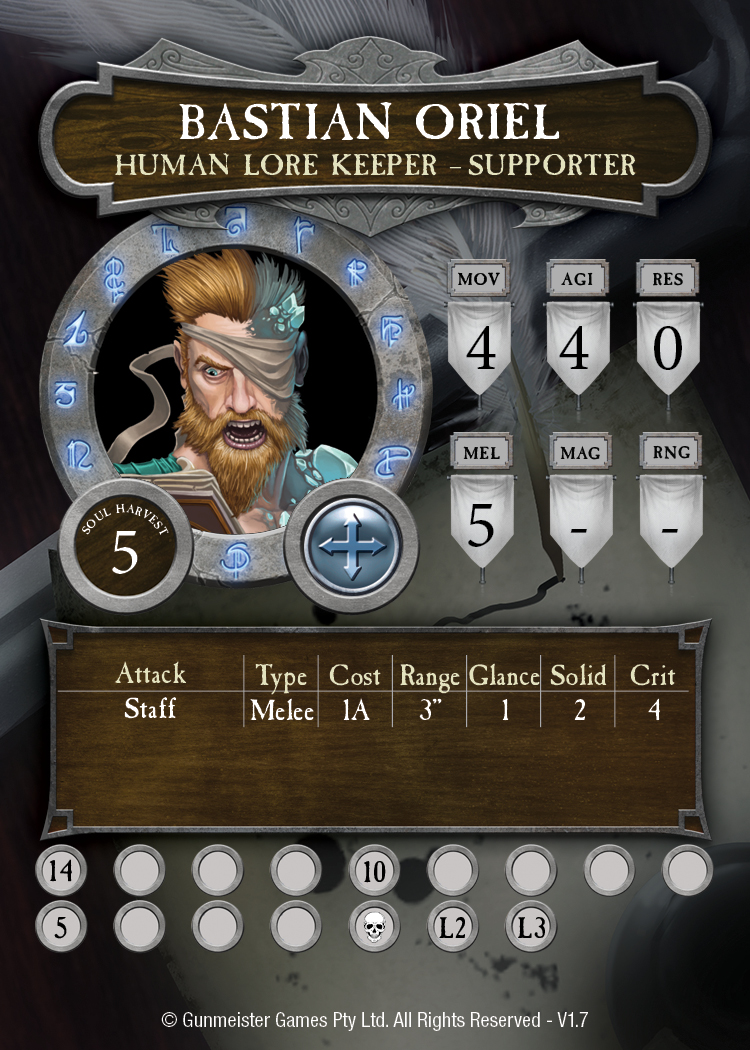 BASTIAN ORIEL
HUMAN LORE KEEPER – SUPPORTER
MOV AGI RES
4 4 0
MEL MAG RNG
5 - -
SOUL HARVEST
5
Attack Type Cost Range Glance Solid Crit
Staff Melee 1A 3” 1 2 4
14 10
5 L2 L3
© Gunmeister Games Pty Ltd. All Rights Reserved - V1.7